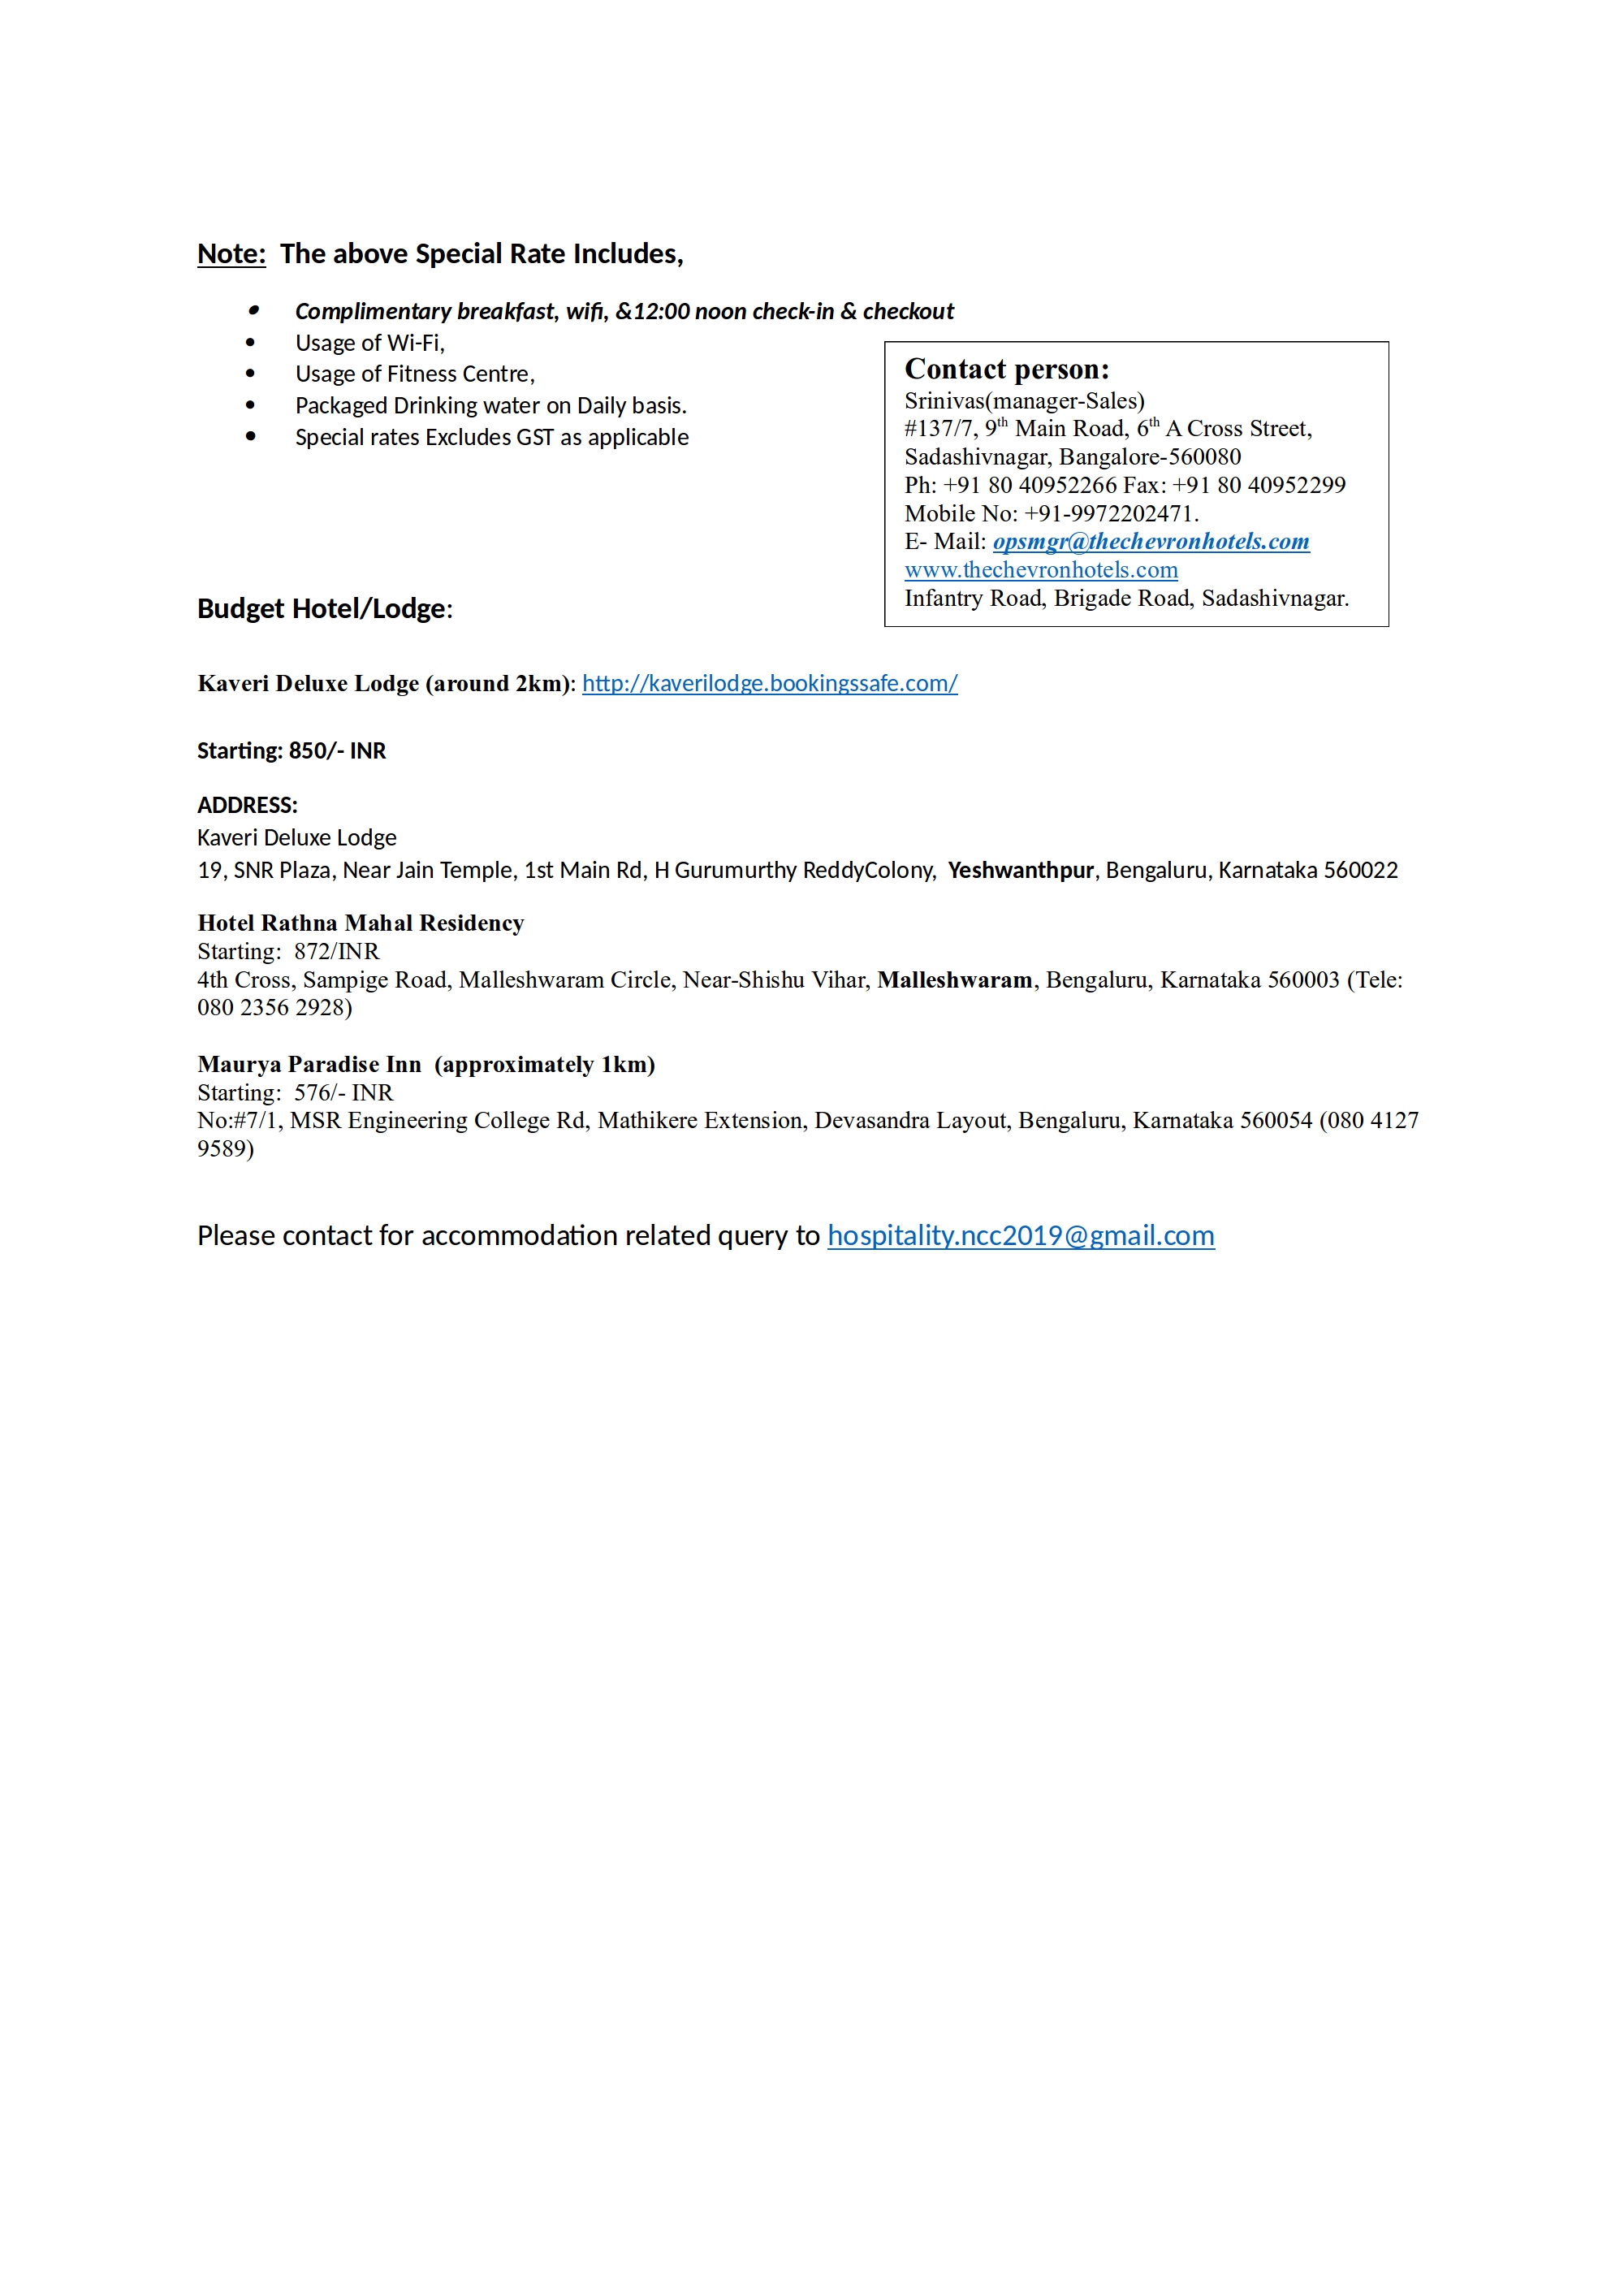 Note:  The above Special Rate Includes,
• Complimentary breakfast, wifi, &12:00 noon check-in & checkout
• Usage of Wi-Fi,
• Usage of Fitness Centre,
• Packaged Drinking water on Daily basis.
• Special rates Excludes GST as applicable
Contact person:
Srinivas(manager-Sales)
#137/7, 9th Main Road, 6th A Cross Street,
Sadashivnagar, Bangalore-560080
Ph: +91 80 40952266 Fax: +91 80 40952299
Mobile No: +91-9972202471.
E- Mail: opsmgr@thechevronhotels.com
www.thechevronhotels.com
Infantry Road, Brigade Road, Sadashivnagar.
Budget Hotel/Lodge:
Kaveri Deluxe Lodge (around 2km): http://kaverilodge.bookingssafe.com/
Starting: 850/- INR
ADDRESS:
Kaveri Deluxe Lodge
19, SNR Plaza, Near Jain Temple, 1st Main Rd, H Gurumurthy ReddyColony,  Yeshwanthpur, Bengaluru, Karnataka 560022
Hotel Rathna Mahal Residency
Starting:  872/INR
4th Cross, Sampige Road, Malleshwaram Circle, Near-Shishu Vihar, Malleshwaram, Bengaluru, Karnataka 560003 (Tele:
080 2356 2928)
Maurya Paradise Inn  (approximately 1km)
Starting:  576/- INR
No:#7/1, MSR Engineering College Rd, Mathikere Extension, Devasandra Layout, Bengaluru, Karnataka 560054 (080 4127
9589)
Please contact for accommodation related query to hospitality.ncc2019@gmail.com